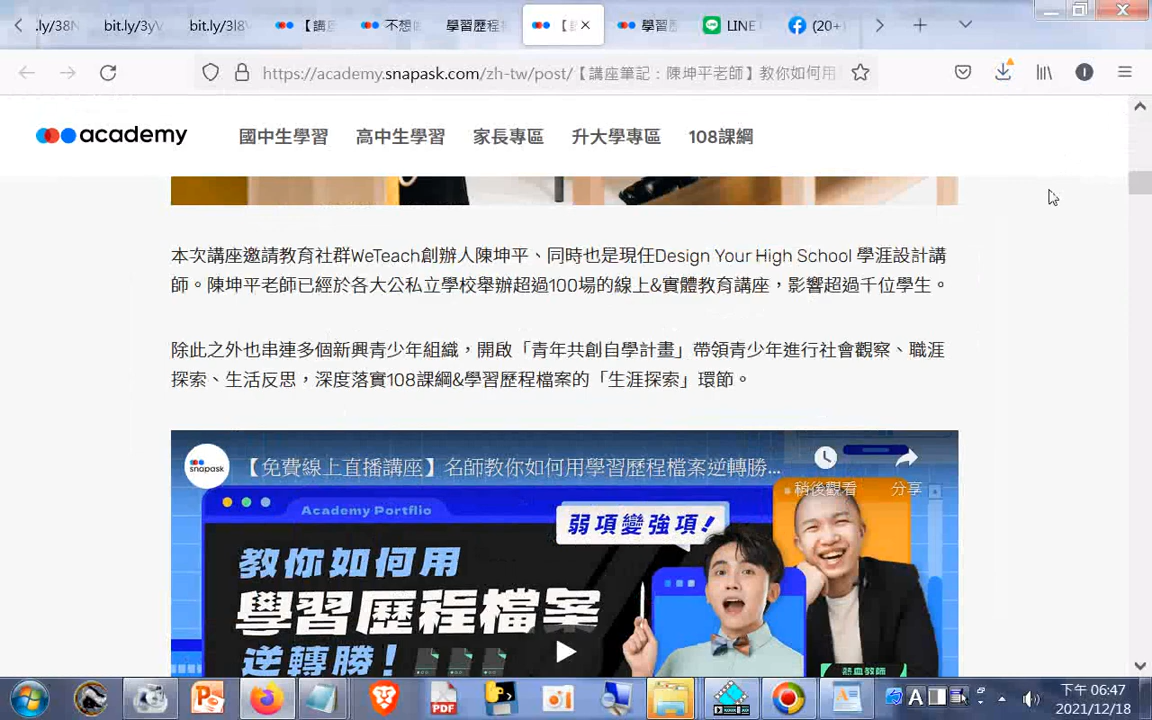 .ly/38N
bit.ly/3yV
bit.ly/3l8V
【講座
不想
學習歷程
【
學習歷
LINE
(20+
https://academy.snapask.com/zh-tw/post/【講座筆記:陳坤平老師】教你如何用
academy
國中生學習
高中生學習
家長專區
升大學專區
108課綱
本次講座邀請教育社群WeTeach創辦人陳坤平、同時也是現任Design Your High School 學涯設計講
師。陳坤平老師已經於各大公私立學校舉辦超過100場的線上&實體教育講座,影響超過千位學生。
除此之外也串連多個新興青少年組織,開啟「青年共創自學計畫」帶領青少年進行社會觀察、職涯
探索、生活反思,深度落實108課綱&學習歷程檔案的「生涯探索」環節。
snapask
【免費線上直播講座】名師教你如何用學習歷程檔案逆轉勝...
稍後觀看
分享
Academy Portflio
弱項變強項!
教你如何用
學習歷程檔案
逆轉勝!
熱血教師
PDF
A
下午 06:47
2021/12/18